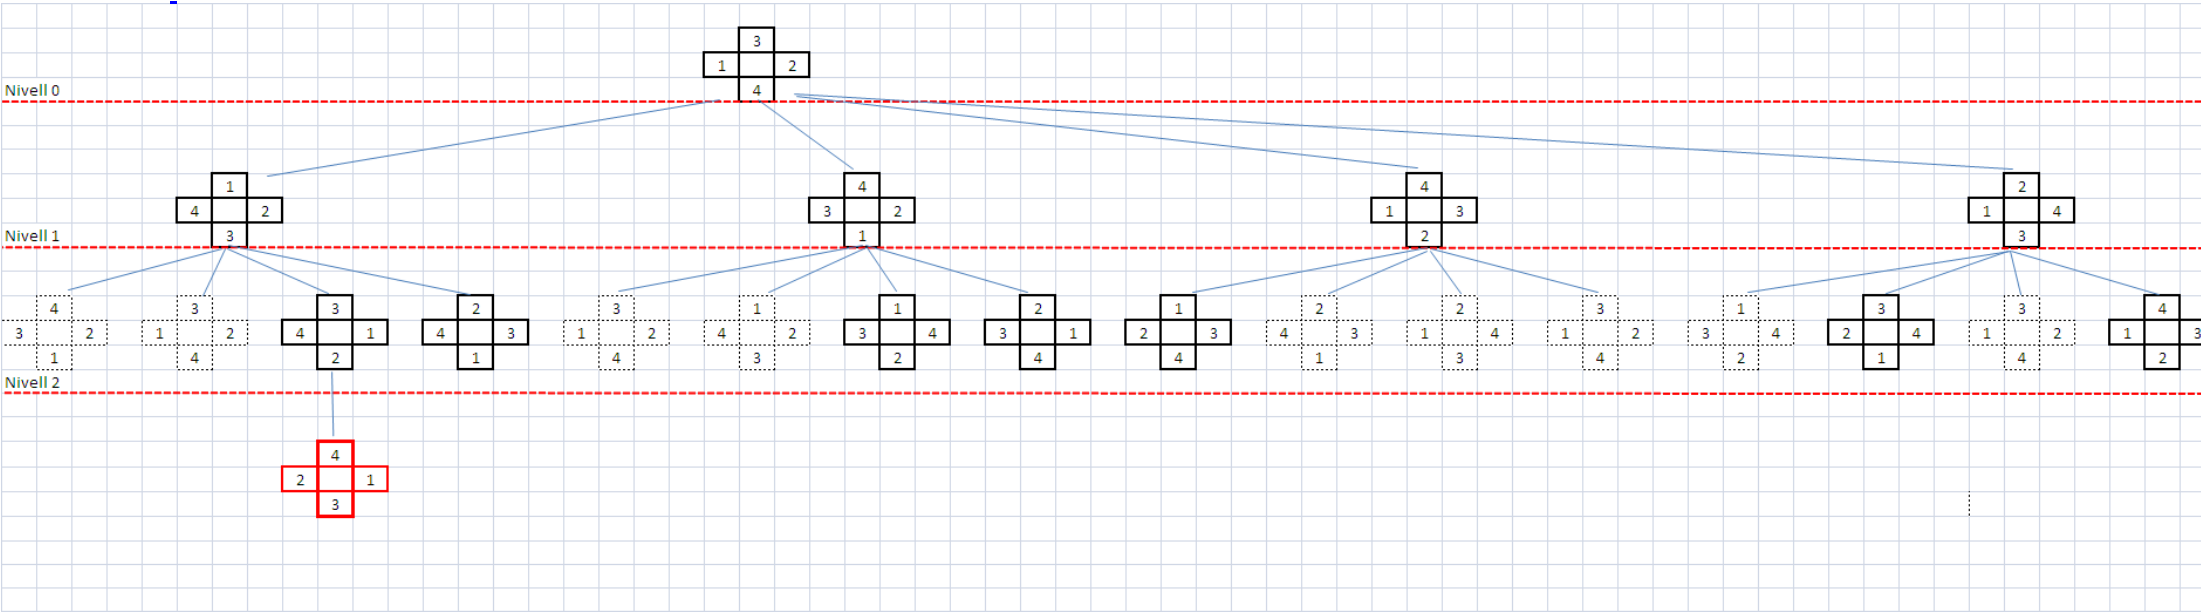 3
1 2
Nivell 0 4
1 4 4 2
4 2 3 2 1 3 1 4
Nivell 1 3 1 2 3
4 3 3 2 3 1 1 2 1 2 2 3 1 3 3 4
3 2 1 2 4 1 4 3 1 2 4 2 3 4 3 1 2 3 4 3 1 4 1 2 3 4 2 4 1 2 1 3
1 4 2 1 4 3 2 4 4 1 3 4 2 1 4 2
Nivell 2
4
2 1
3